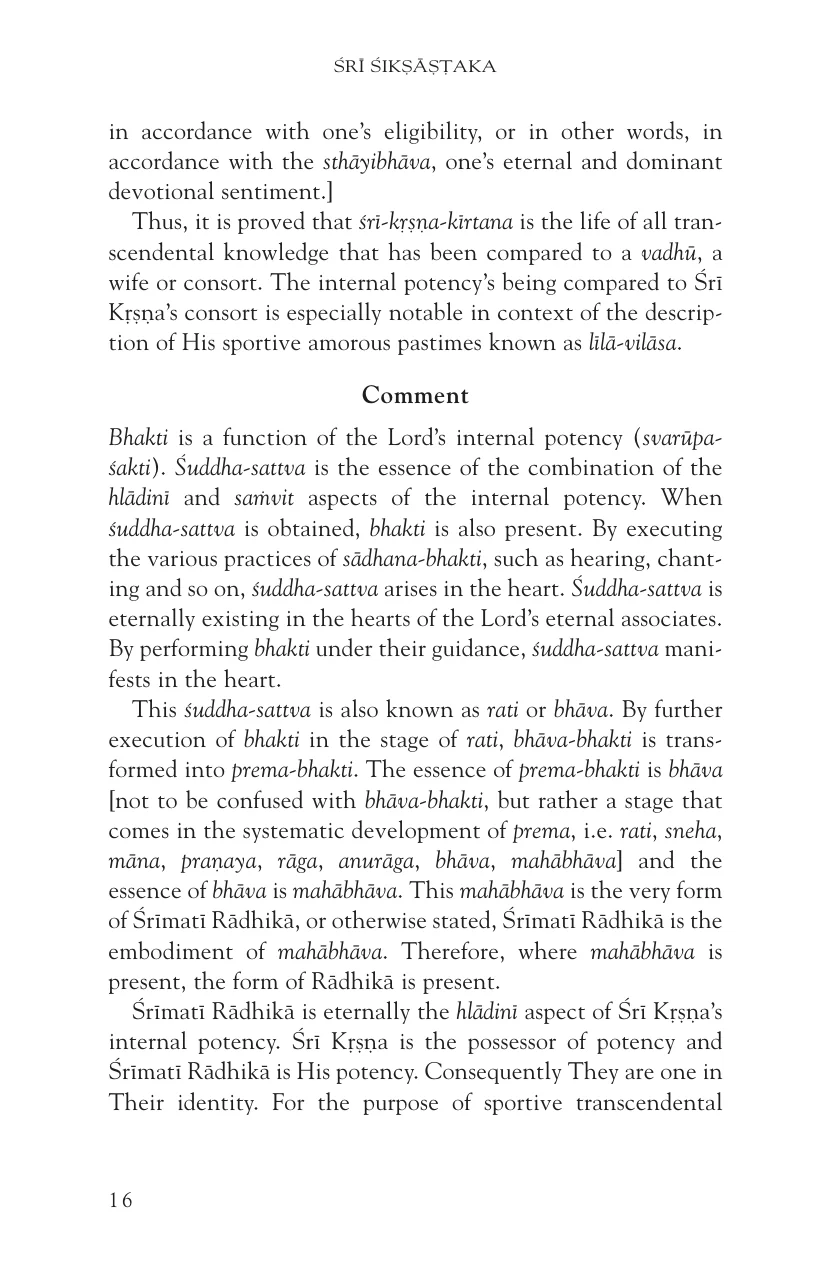 ŚRĪ ŚIKṢĀṢṬAKA
in accordance with one’s eligibility, or in other words, in
accordance with the sthāyibhāva, one’s eternal and dominant
devotional sentiment.]
Thus, it is proved that śrī-kṛṣṇa-kīrtana is the life of all tran-
scendental knowledge that has been compared to a vadhū, a
wife or consort. The internal potency’s being compared to Śrī
Kṛṣṇa’s consort is especially notable in context of the descrip-
tion of His sportive amorous pastimes known as līlā-vilāsa.
Comment
Bhakti is a function of the Lord’s internal potency (svarūpa-
śakti). Śuddha-sattva is the essence of the combination of the
hlādinī and saṁvit aspects of the internal potency. When
śuddha-sattva is obtained, bhakti is also present. By executing
the various practices of sādhana-bhakti, such as hearing, chant-
ing and so on, śuddha-sattva arises in the heart. Śuddha-sattva is
eternally existing in the hearts of the Lord’s eternal associates.
By performing bhakti under their guidance, śuddha-sattva mani-
fests in the heart.
This śuddha-sattva is also known as rati or bhāva. By further
execution of bhakti in the stage of rati, bhāva-bhakti is trans-
formed into prema-bhakti. The essence of prema-bhakti is bhāva
[not to be confused with bhāva-bhakti, but rather a stage that
comes in the systematic development of prema, i.e. rati, sneha,
māna, praṇaya, rāga, anurāga, bhāva, mahābhāva] and the
essence of bhāva is mahābhāva. This mahābhāva is the very form
of Śrīmatī Rādhikā, or otherwise stated, Śrīmatī Rādhikā is the
embodiment of mahābhāva. Therefore, where mahābhāva is
present, the form of Rādhikā is present.
Śrīmatī Rādhikā is eternally the hlādinī aspect of Śrī Kṛṣṇa’s
internal potency. Śrī Kṛṣṇa is the possessor of potency and
Śrīmatī Rādhikā is His potency. Consequently They are one in
Their identity. For the purpose of sportive transcendental
16